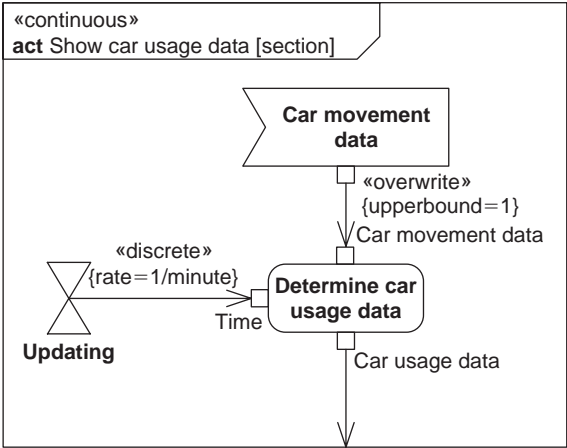 «continuous»
act Show car usage data [section]
Car movement
data
«overwrite»
{upperbound=1}
Car movement data
«discrete»
{rate=1/minute}
Determine car
usage data
Time
Updating
Car usage data